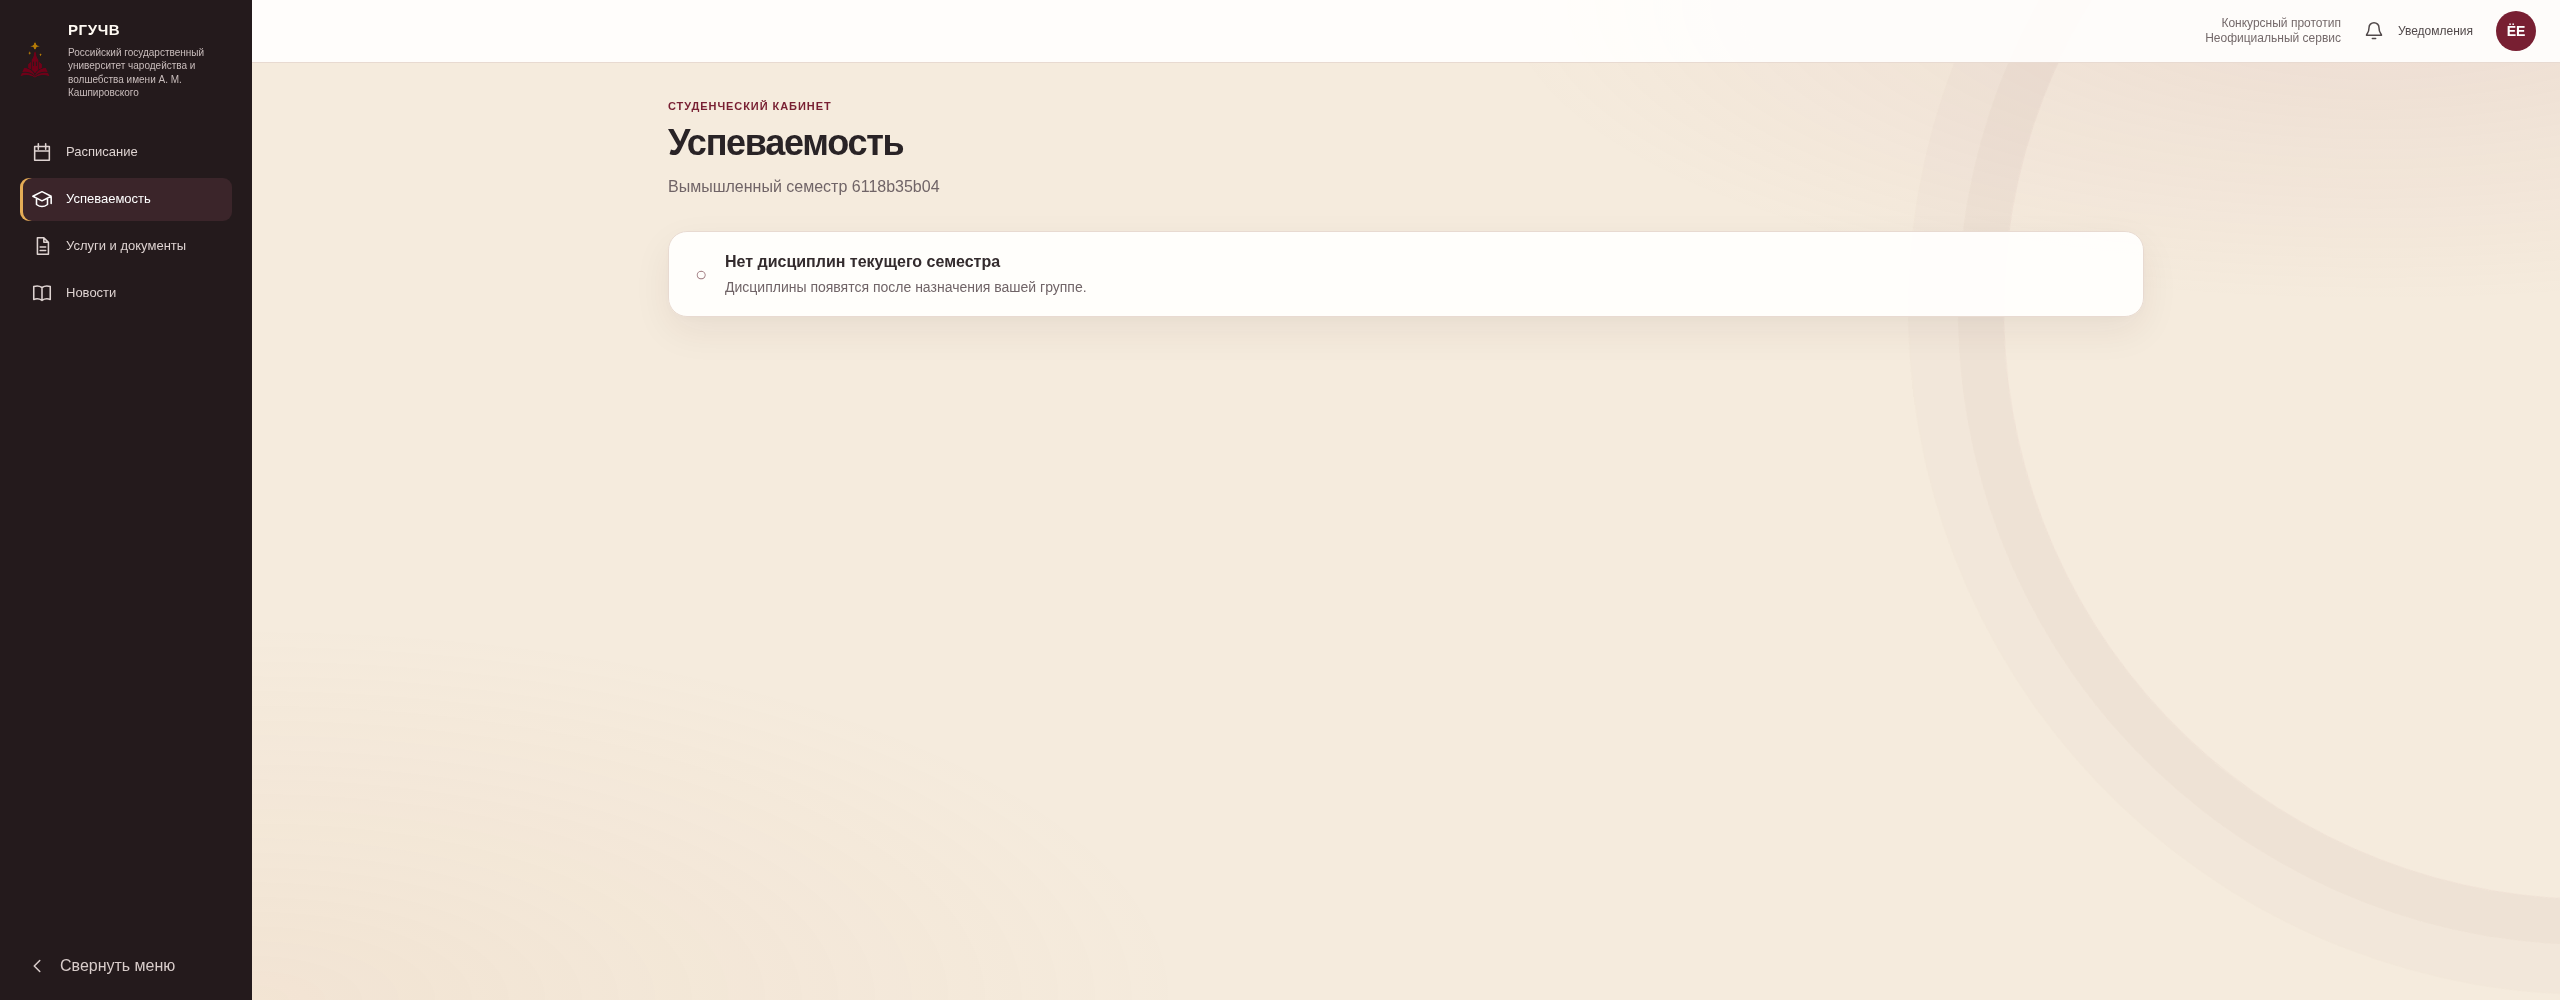 РГУЧВ
Российский государственный
университет чародейства и
волшебства имени А. М.
Кашпировского
Расписание
Успеваемость
Услуги и документы
Новости
Свернуть меню
Конкурсный прототип
Неофициальный сервис
Уведомления
ЁЕ
СТУДЕНЧЕСКИЙ КАБИНЕТ
Успеваемость
Вымышленный семестр 6118b35b04
Нет дисциплин текущего семестра
Дисциплины появятся после назначения вашей группе.